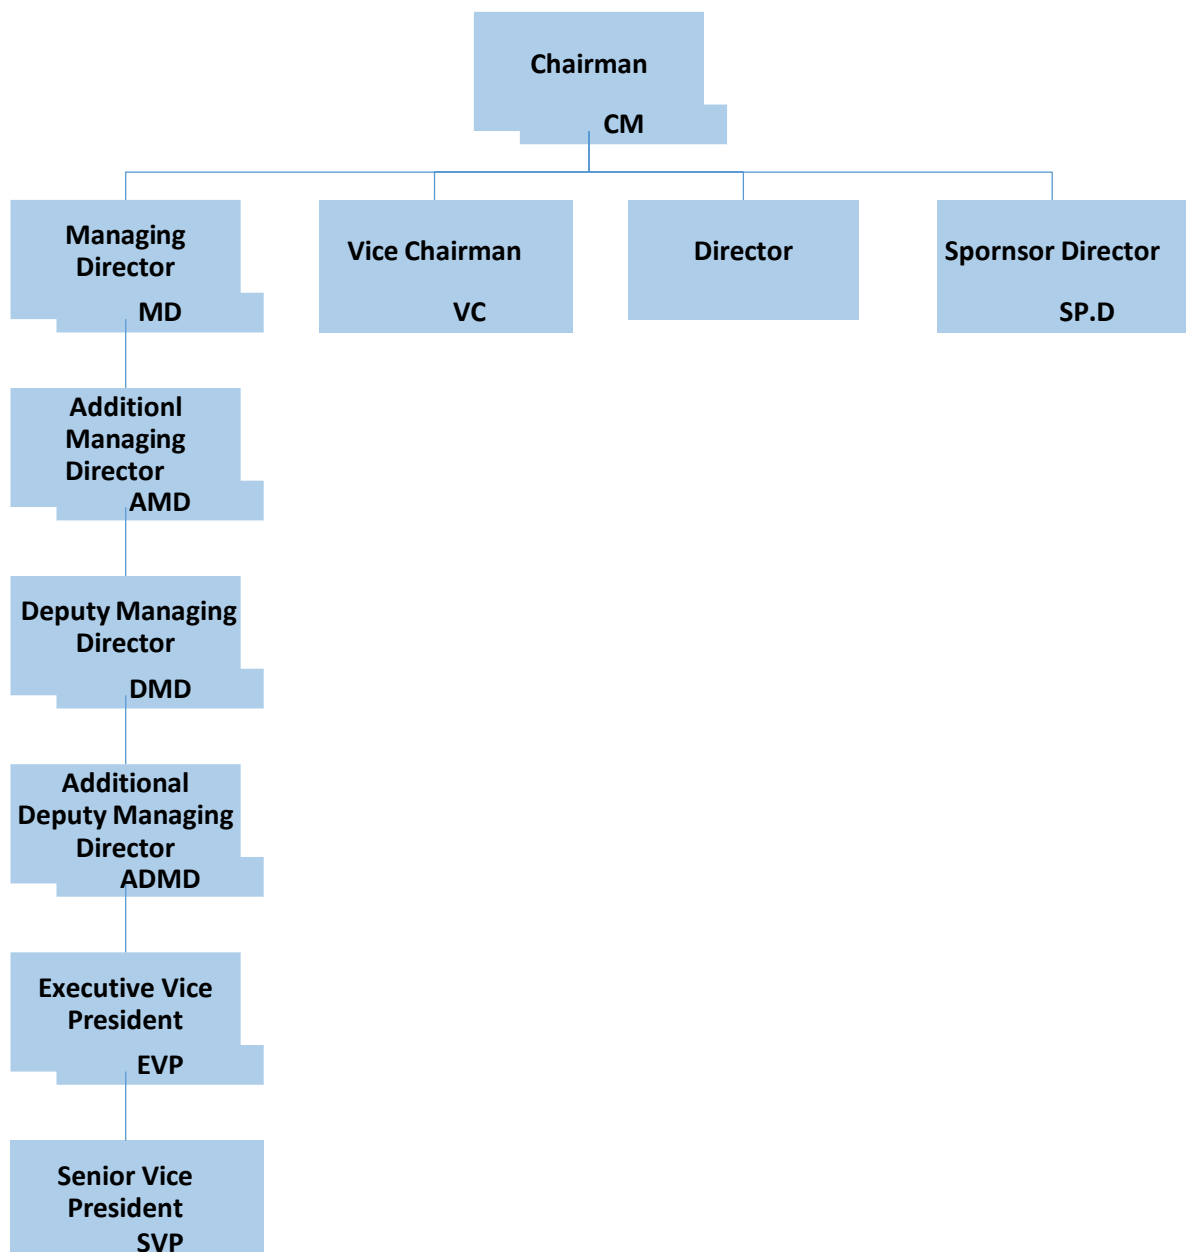 Chairman
CM
Managing
Director
MD
Vice Chairman
VC
Director
Spornsor Director
SP.D
Additionl
Managing
Director
AMD
Deputy Managing
Director
DMD
Additional
Deputy Managing
Director
ADMD
Executive Vice
President
EVP
Senior Vice
President
SVP